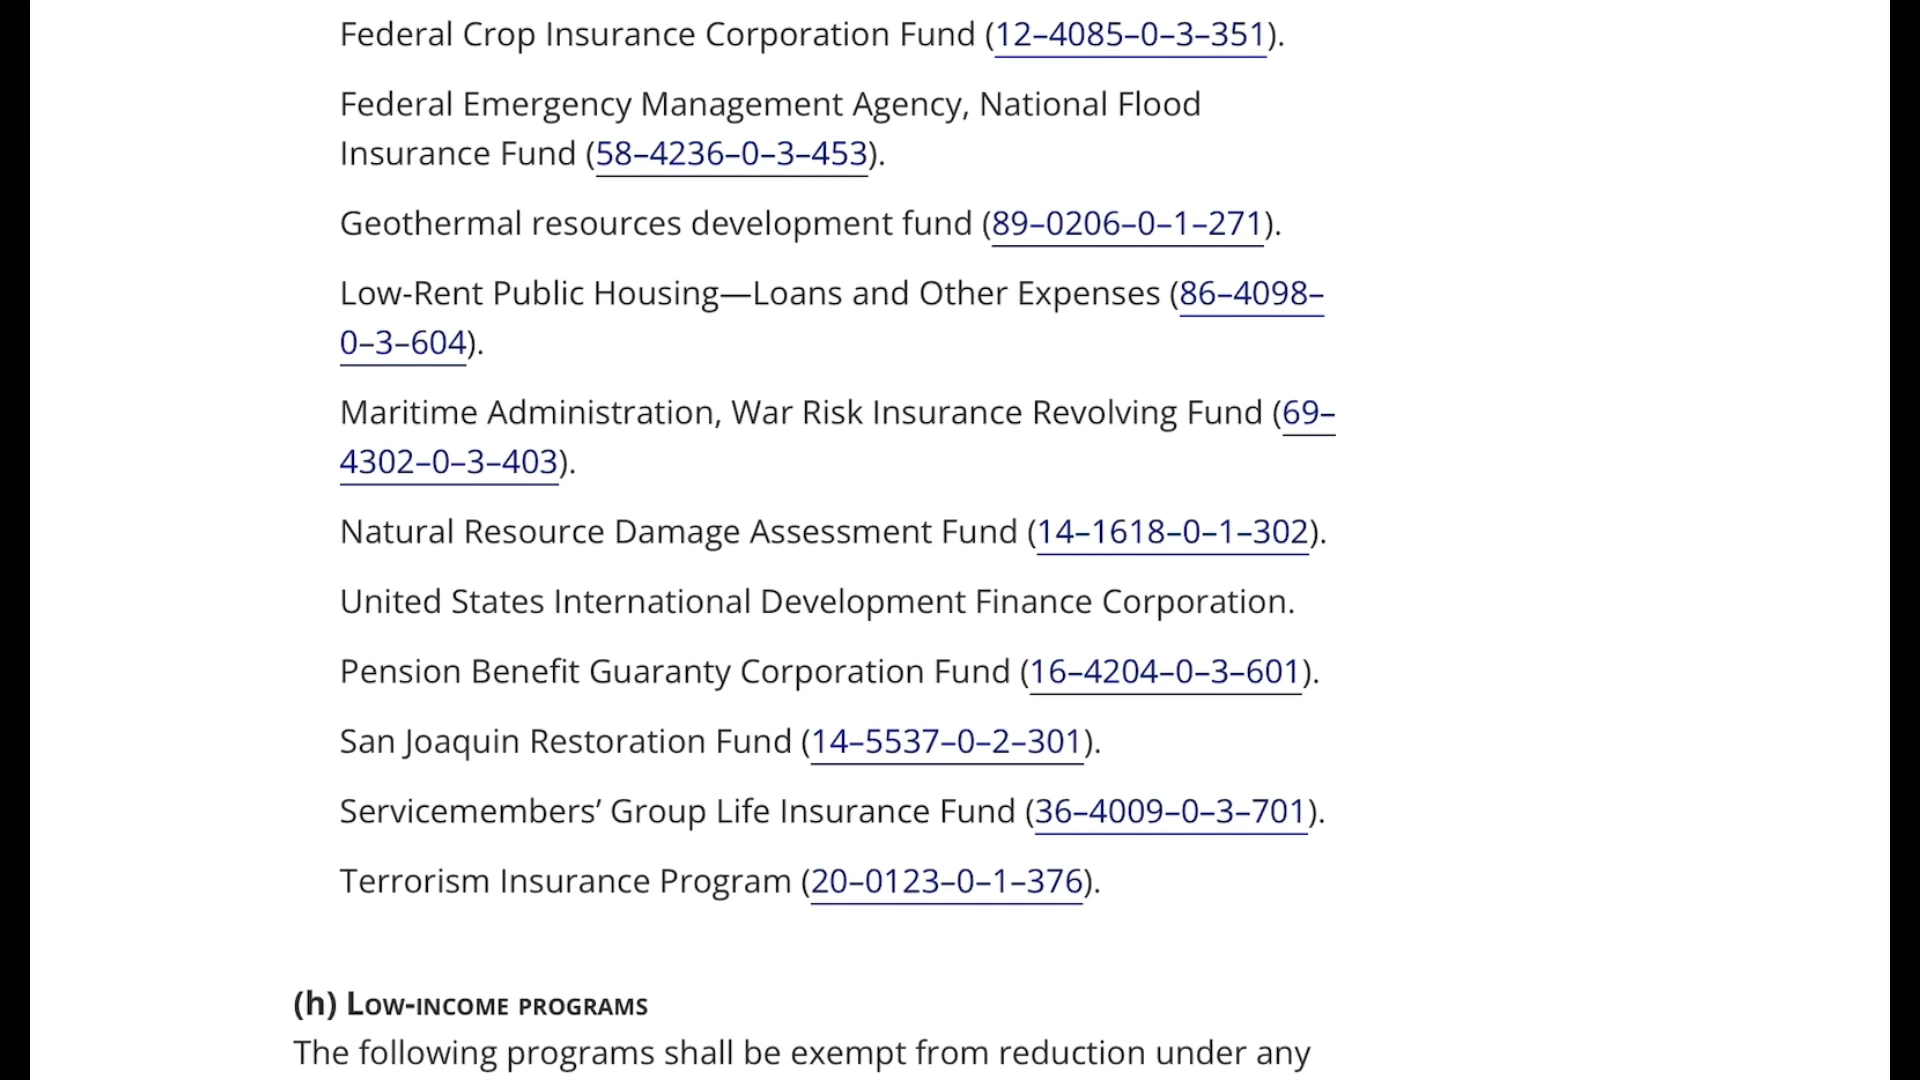 Federal Crop Insurance Corporation Fund (12–4085–0–3–351).
Federal Emergency Management Agency, National Flood
Insurance Fund (58–4236–0–3–453).
Geothermal resources development fund (89–0206–0–1–271).
Low-Rent Public Housing—Loans and Other Expenses (86–4098–
0–3–604).
Maritime Administration, War Risk Insurance Revolving Fund (69–
4302–0–3–403).
Natural Resource Damage Assessment Fund (14–1618–0–1–302).
United States International Development Finance Corporation.
Pension Benefit Guaranty Corporation Fund (16–4204–0–3–601).
San Joaquin Restoration Fund (14–5537–0–2–301).
Servicemembers’ Group Life Insurance Fund (36–4009–0–3–701).
Terrorism Insurance Program (20–0123–0–1–376).
(h) Low-income programs
The following programs shall be exempt from reduction under any